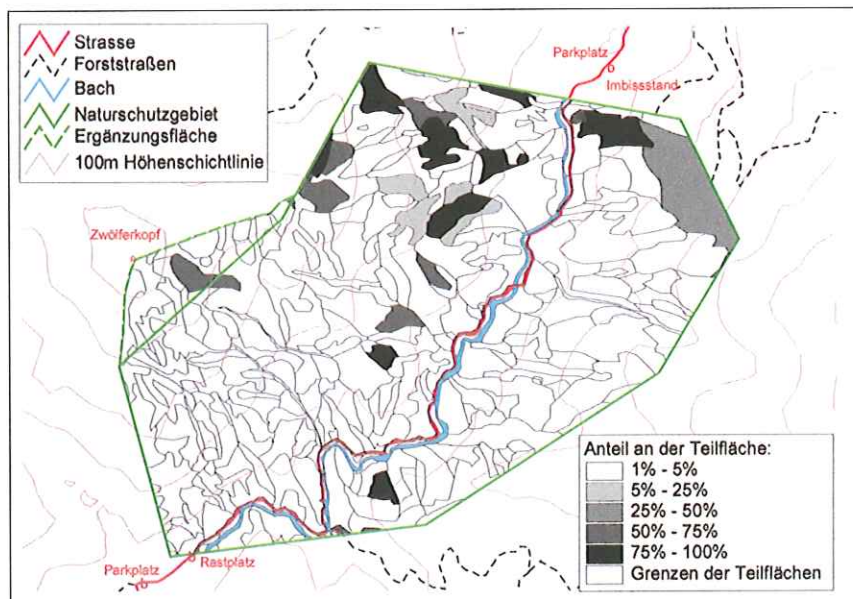 Strasse
Forststraßen
Bach
Naturschutzgebiet
Ergänzungsfläche
100m Höhenschichtlinie
Parkplatz
Imbissstand
Zwölferkopf
Parkplatz
Rastplatz
Anteil an der Teilfläche:
1% - 5%
5% - 25%
25% - 50%
50% - 75%
75% - 100%
Grenzen der Teilflächen